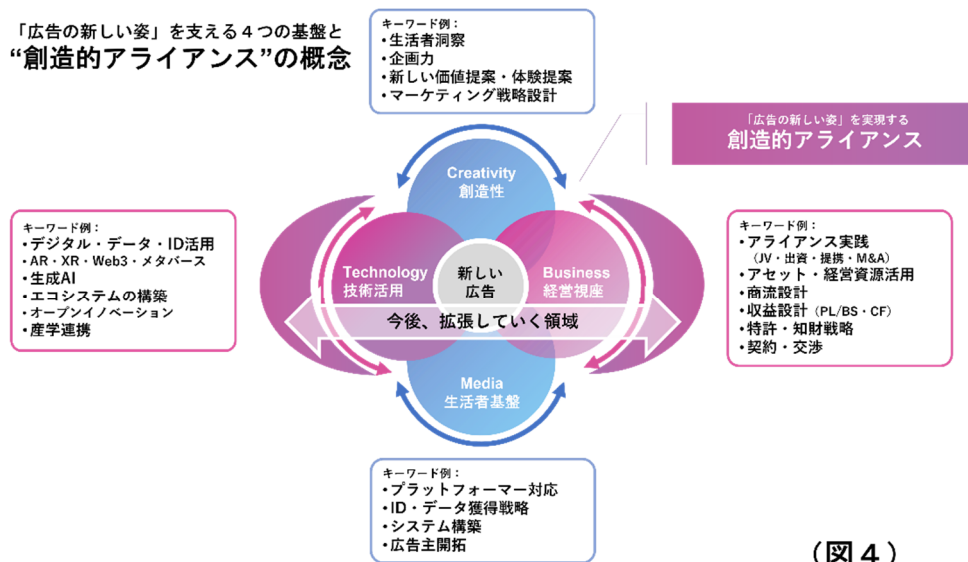 「広告の新しい姿」を支える４つの基盤と
“創造的アライアンス”の概念
キーワード例：
•生活者洞察
•企画力
•新しい価値提案・体験提案
•マーケティング戦略設計
「広告の新しい姿」を実現する
創造的アライアンス
Creativity
創造性
キーワード例：
•デジタル・データ・ID活用
•AR・XR・Web3・メタバース
•生成AI
•エコシステムの構築
•オープンイノベーション
•産学連携
Technology
技術活用
新しい
広告
Business
経営視座
今後、拡張していく領域
キーワード例：
•アライアンス実践
（JV・出資・提携・M&A）
•アセット・経営資源活用
•商流設計
•収益設計（PL/BS・CF）
•特許・知財戦略
•契約・交渉
Media
生活者基盤
キーワード例：
•プラットフォーマー対応
•ID・データ獲得戦略
•システム構築
•広告主開拓
（図４）